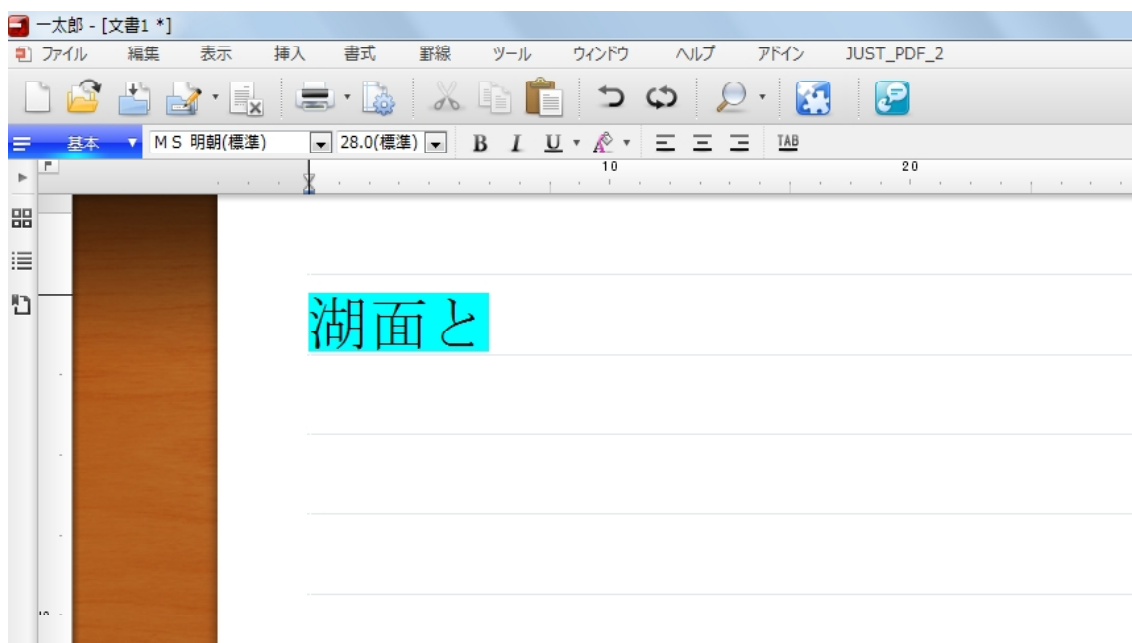 一太郎 - [文書1 *]
ファイル 編集 表示 挿入 書式 罫線 ツール ウィンドウ ヘルプ アドイン JUST_PDF_2
基本 ▼ ＭＳ 明朝(標準) 28.0(標準) B I U TAB
10 20
湖面と
10